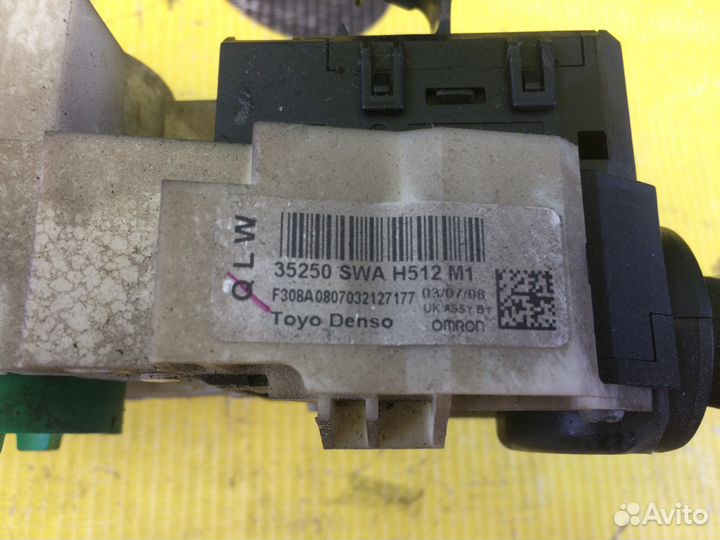 QLW
35250 SWA H512 M1
F308A0807032127177
03/07/08
UK ASSY BY
Toyo Denso
OMRON
Avito